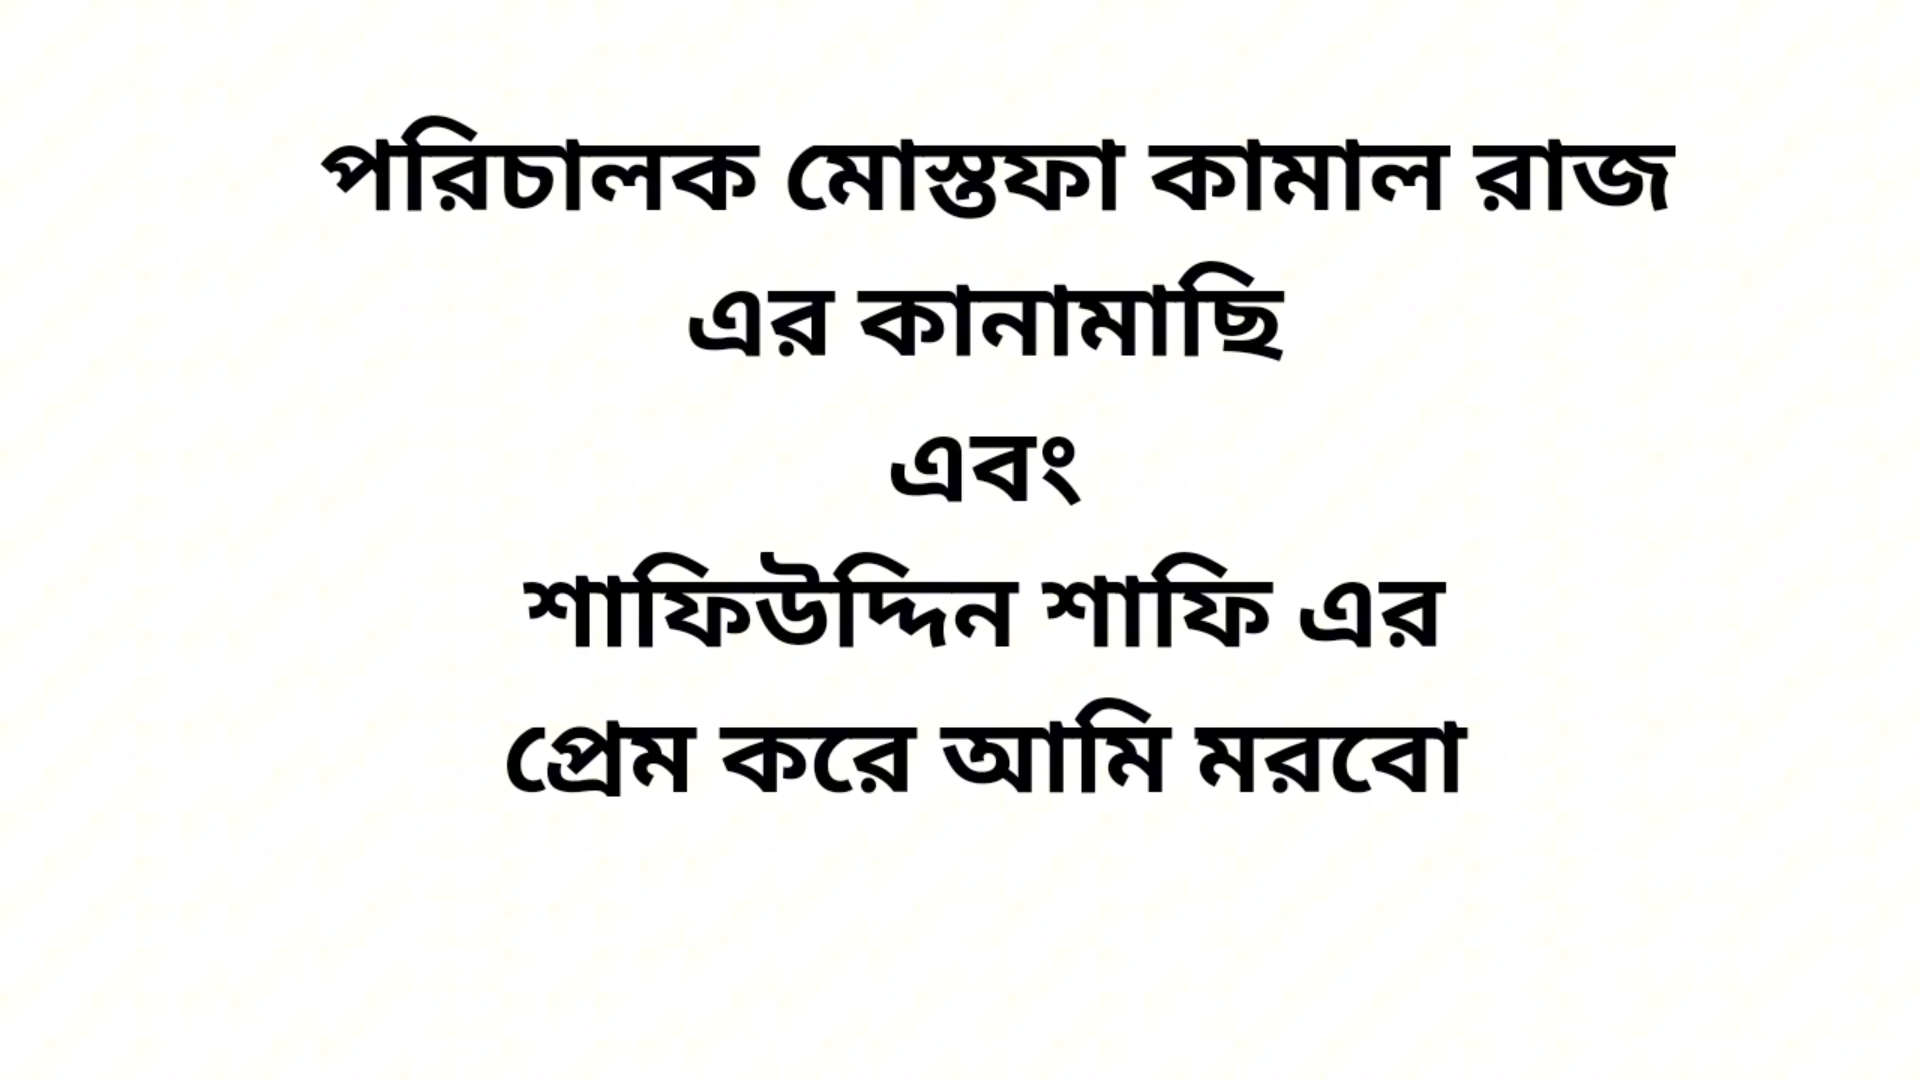 পরিচালক মোস্তফা কামাল রাজ
এর কানামাছি
এবং
শাফিউদ্দিন শাফি এর
প্রেম করে আমি মরবো